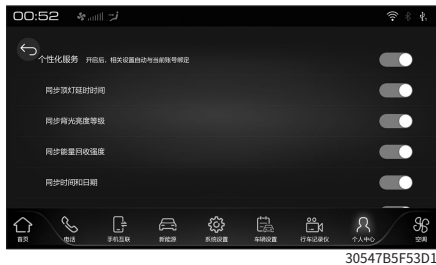 00:52
个性化服务 开启后,相关设置自动与当前账号绑定
同步顶灯延时时间
同步背光亮度等级
同步能量回收强度
同步时间和日期
首页 电话 手机互联 新能源 系统设置 车辆设置 行车记录仪 个人中心 空调
30547B5F53D1